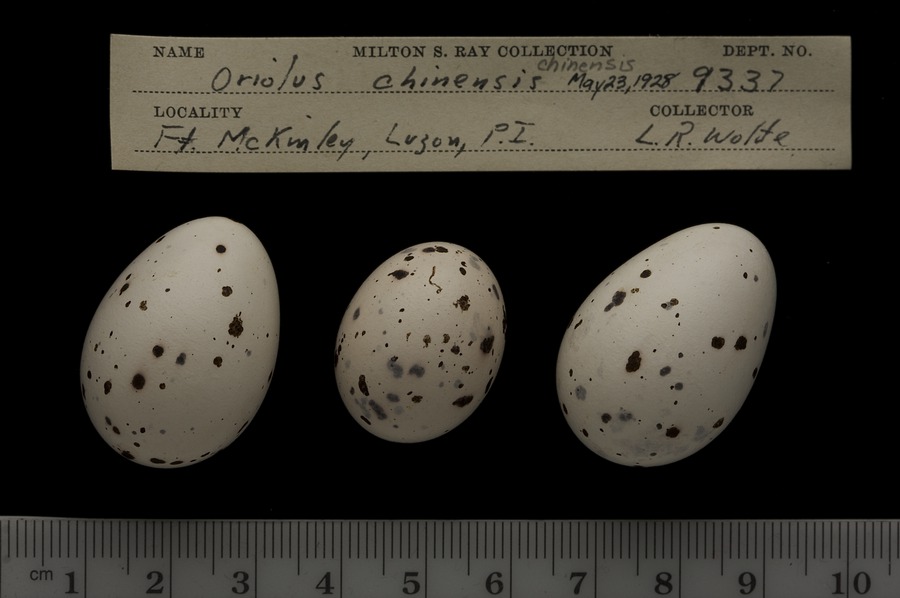 NAME MILTON S. RAY COLLECTION DEPT. NO.
chinensis
Oriolus chinensis May 23, 1928 9337
LOCALITY COLLECTOR
Ft. McKinley, Luzon, P.I. L.R. Wolfe
cm 1 2 3 4 5 6 7 8 9 10